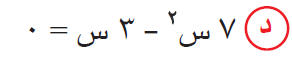 د ٧ س٢ – ٣ س = ٠